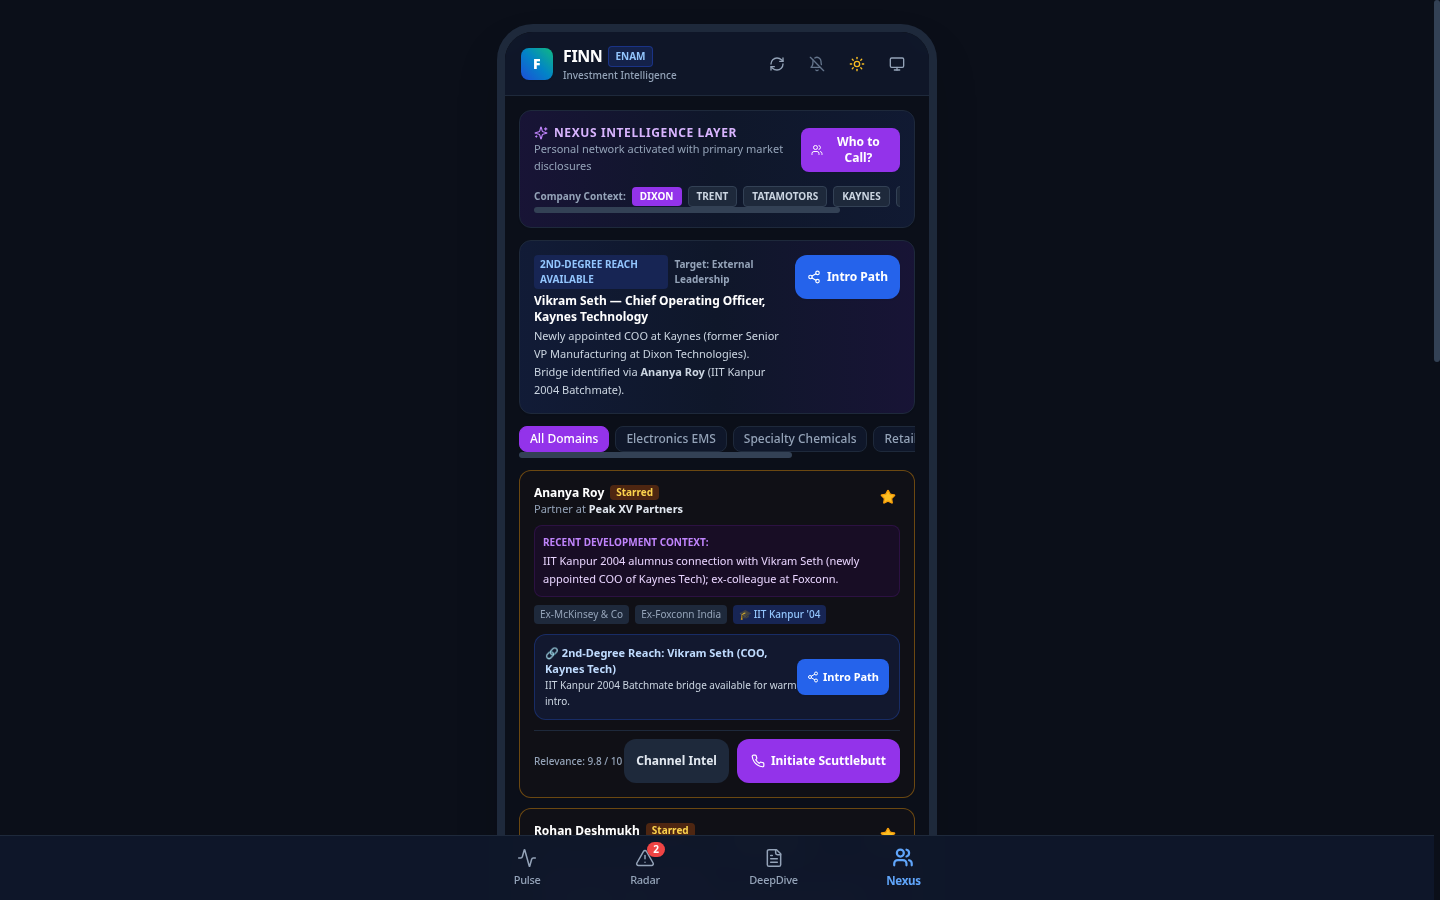 F
FINN ENAM
Investment Intelligence
NEXUS INTELLIGENCE LAYER
Personal network activated with primary market
disclosures
Who to
Call?
Company Context: DIXON TRENT TATAMOTORS KAYNES
2ND-DEGREE REACH
AVAILABLE
Target: External
Leadership
Intro Path
Vikram Seth — Chief Operating Officer,
Kaynes Technology
Newly appointed COO at Kaynes (former Senior
VP Manufacturing at Dixon Technologies).
Bridge identified via Ananya Roy (IIT Kanpur
2004 Batchmate).
All Domains Electronics EMS Specialty Chemicals Retail
Ananya Roy Starred
Partner at Peak XV Partners
RECENT DEVELOPMENT CONTEXT:
IIT Kanpur 2004 alumnus connection with Vikram Seth (newly
appointed COO of Kaynes Tech); ex-colleague at Foxconn.
Ex-McKinsey & Co Ex-Foxconn India 🎓 IIT Kanpur '04
🔗 2nd-Degree Reach: Vikram Seth (COO,
Kaynes Tech)
IIT Kanpur 2004 Batchmate bridge available for warm
intro.
Intro Path
Relevance: 9.8 / 10 Channel Intel Initiate Scuttlebutt
Rohan Deshmukh Starred
2
Pulse Radar DeepDive Nexus